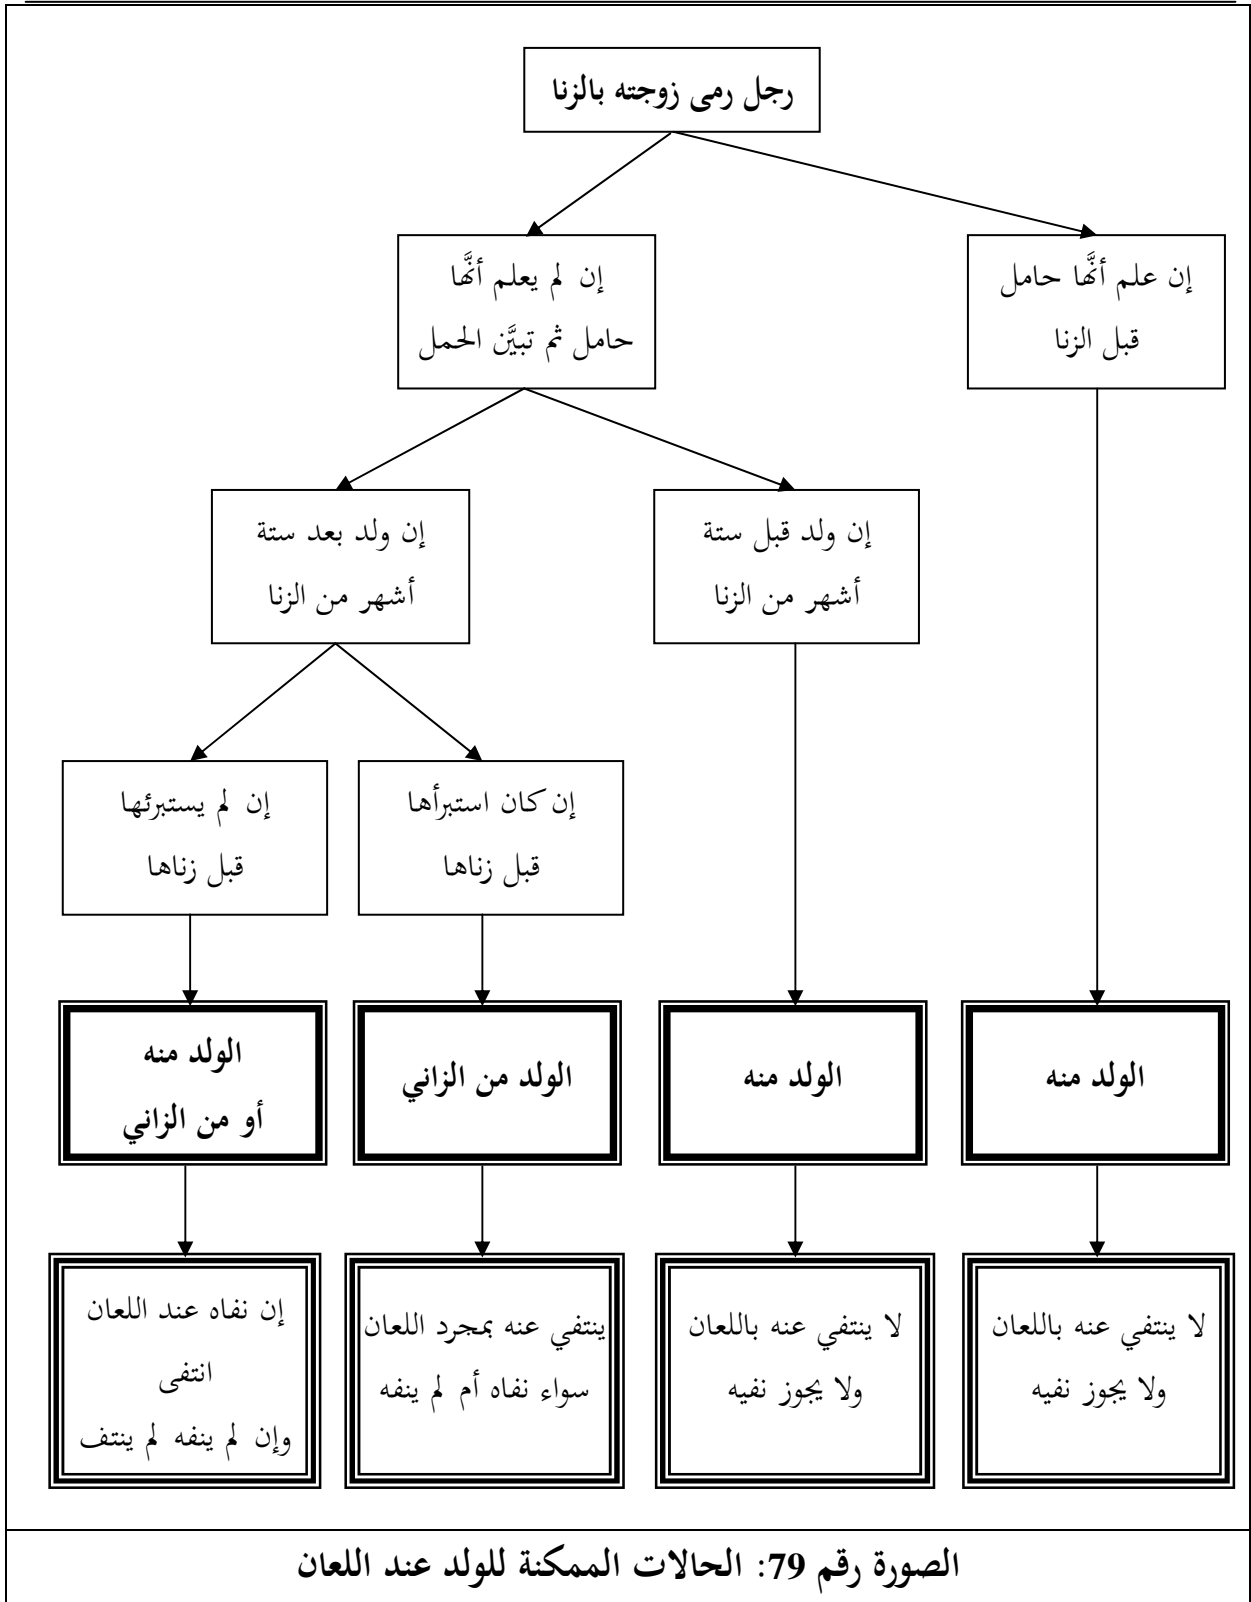 رجل رمى زوجته بالزنا
إن علم أنَّها حامل
قبل الزنا
إن لم يعلم أنَّها
حامل ثم تبيَّن الحمل
إن ولد قبل ستة
أشهر من الزنا
إن ولد بعد ستة
أشهر من الزنا
إن كان استبرأها
قبل زناها
إن لم يستبرئها
قبل زناها
الولد منه
الولد منه
الولد من الزاني
الولد منه
أو من الزاني
لا ينتفي عنه باللعان
ولا يجوز نفيه
لا ينتفي عنه باللعان
ولا يجوز نفيه
ينتفي عنه بمجرد اللعان
سواء نفاه أم لم ينفه
إن نفاه عند اللعان
انتفى
وإن لم ينفه لم ينتف
الصورة رقم 79: الحالات الممكنة للولد عند اللعان